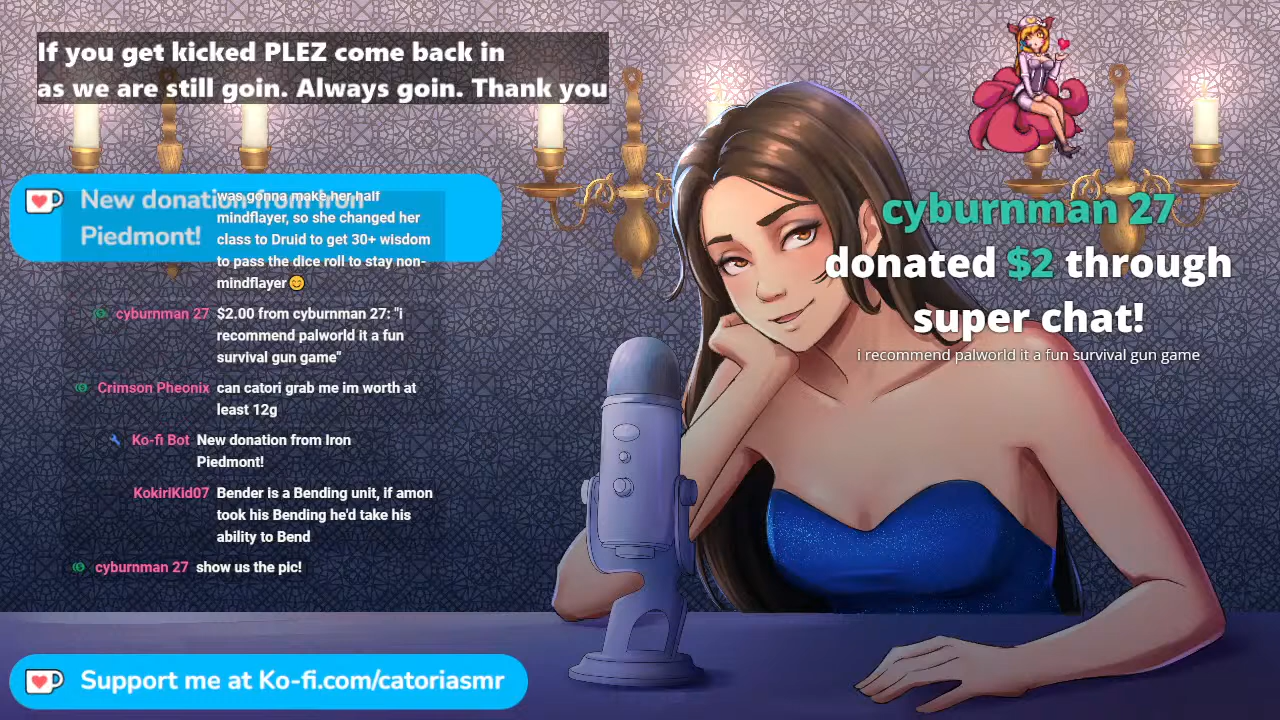 If you get kicked PLEZ come back in
as we are still goin. Always goin. Thank you
New donation from Iron
Piedmont!
was gonna make her half
mindflayer, so she changed her
class to Druid to get 30+ wisdom
to pass the dice roll to stay non-
mindflayer😊
cyburnman 27 $2.00 from cyburnman 27: "i
recommend palworld it a fun
survival gun game"
Crimson Pheonix can catori grab me im worth at
least 12g
Ko-fi Bot New donation from Iron
Piedmont!
KokiriKid07 Bender is a Bending unit, if amon
took his Bending he'd take his
ability to Bend
cyburnman 27 show us the pic!
Support me at Ko-fi.com/catoriasmr
cyburnman 27
donated $2 through
super chat!
i recommend palworld it a fun survival gun game